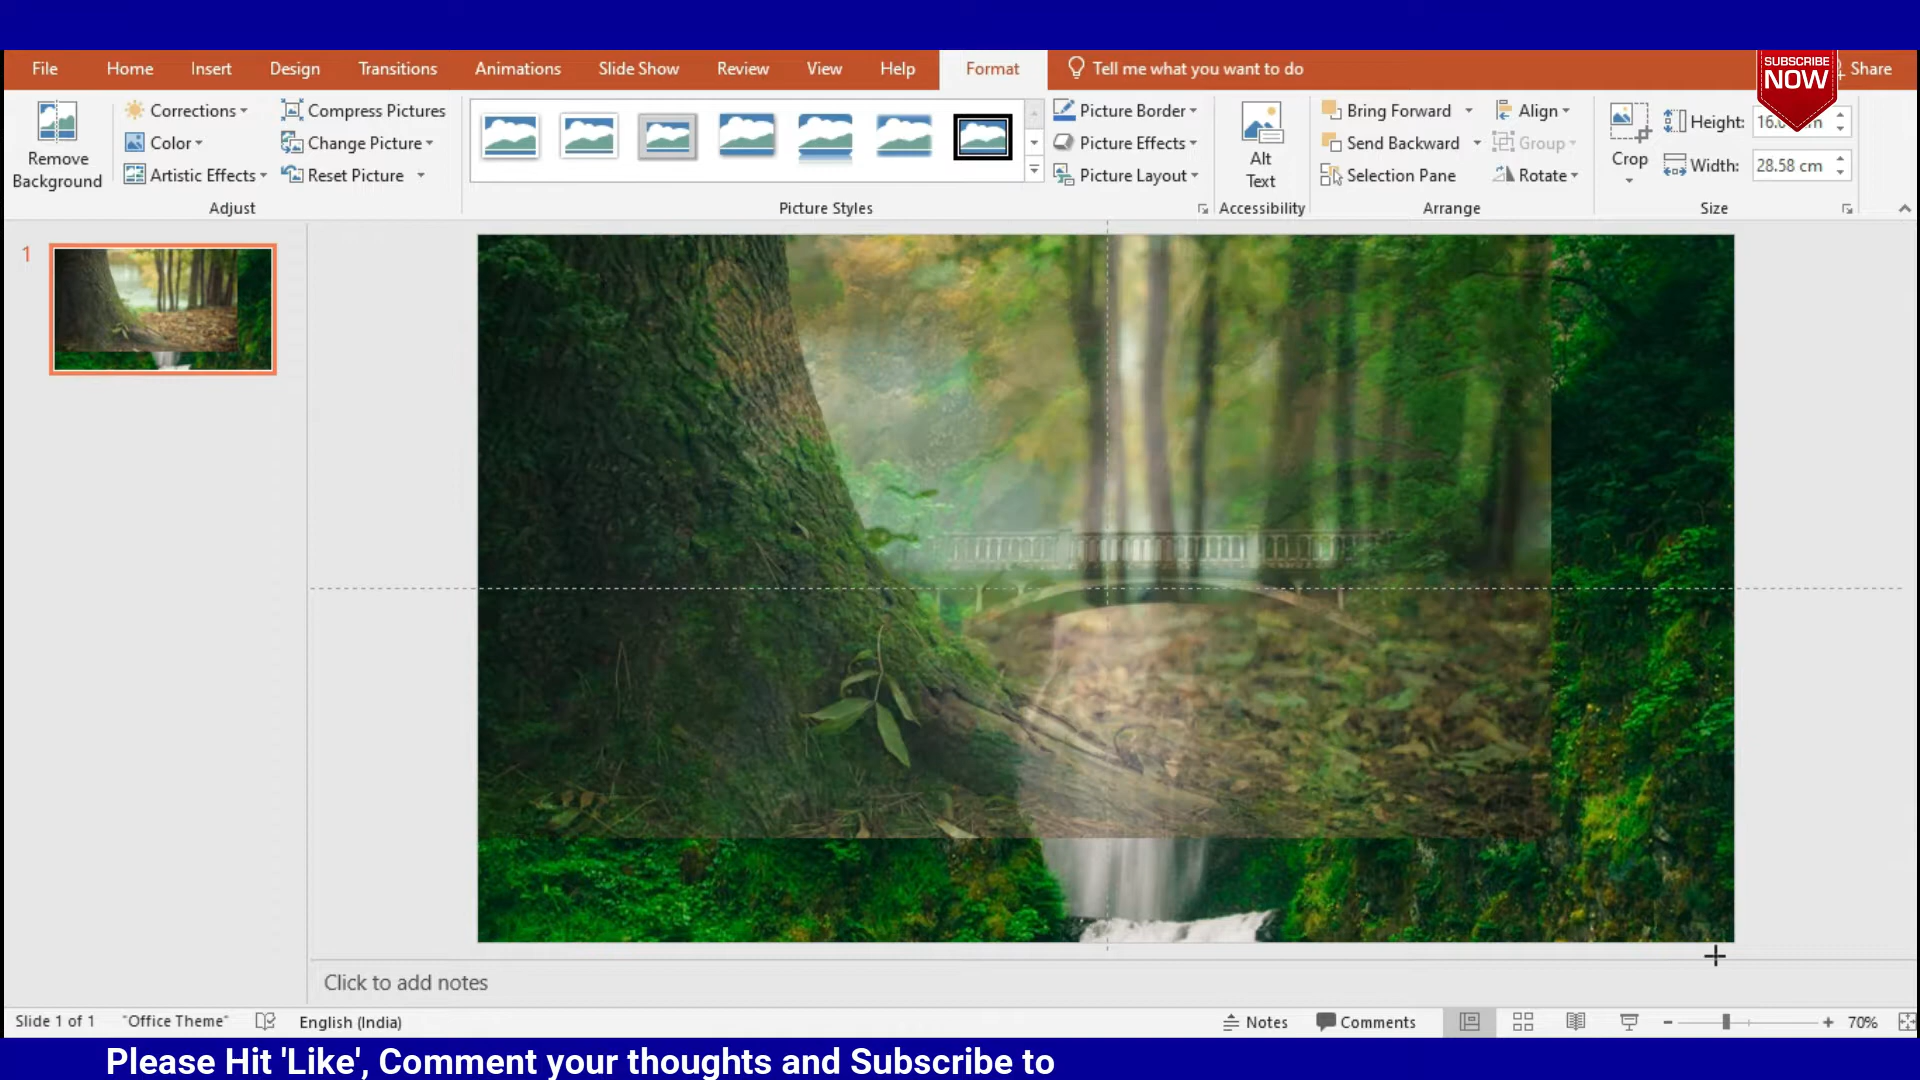 SUBSCRIBE
NOW
File Home Insert Design Transitions Animations Slide Show Review View Help Format Tell me what you want to do Share
Remove
Background
Corrections
Color
Artistic Effects
Compress Pictures
Change Picture
Reset Picture
Adjust
Picture Styles
Picture Border
Picture Effects
Picture Layout
Alt
Text
Accessibility
Bring Forward
Send Backward
Selection Pane
Align
Group
Rotate
Arrange
Crop
Height:
Width: 28.58 cm
Size
1
Click to add notes
Slide 1 of 1 "Office Theme" English (India) Notes Comments 70%
Please Hit 'Like', Comment your thoughts and Subscribe to